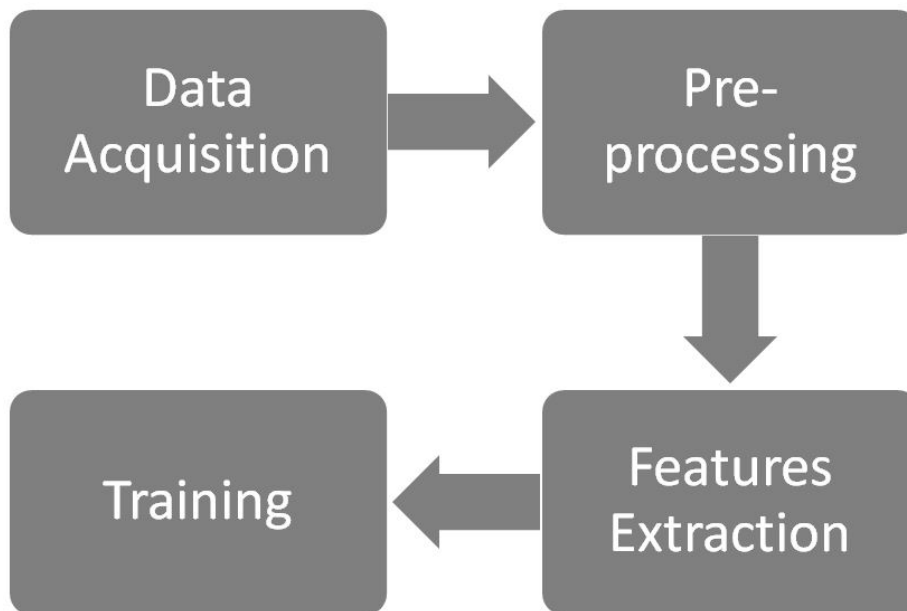 Data
Acquisition
Pre-
processing
Features
Extraction
Training